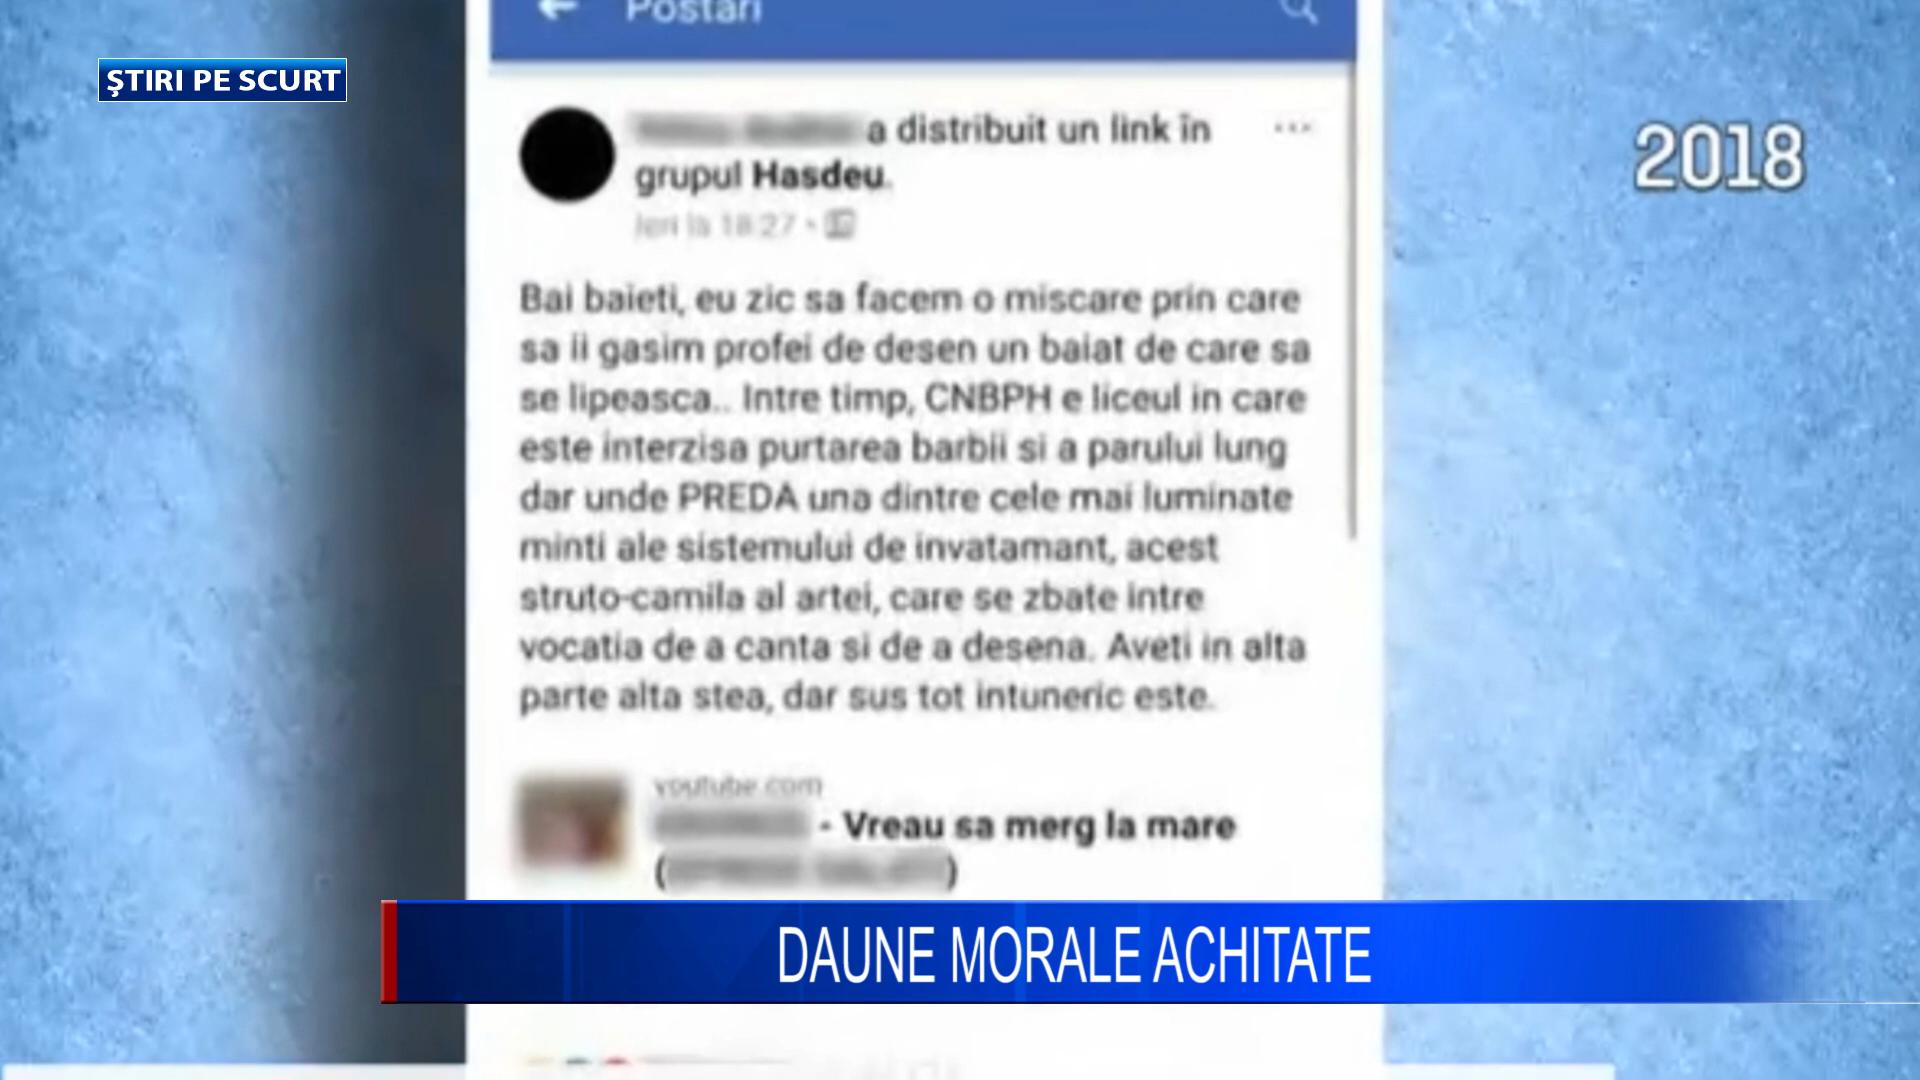 Postari
ŞTIRI PE SCURT
2018
a distribuit un link în
grupul Hasdeu.
Ieri la 18:27
Bai baieti, eu zic sa facem o miscare prin care
sa ii gasim profei de desen un baiat de care sa
se lipeasca.. Intre timp, CNBPH e liceul in care
este interzisa purtarea barbii si a parului lung
dar unde PREDA una dintre cele mai luminate
minti ale sistemului de invatamant, acest
struto-camila al artei, care se zbate intre
vocatia de a canta si de a desena. Aveti in alta
parte alta stea, dar sus tot intuneric este.
youtube.com
- Vreau sa merg la mare
DAUNE MORALE ACHITATE